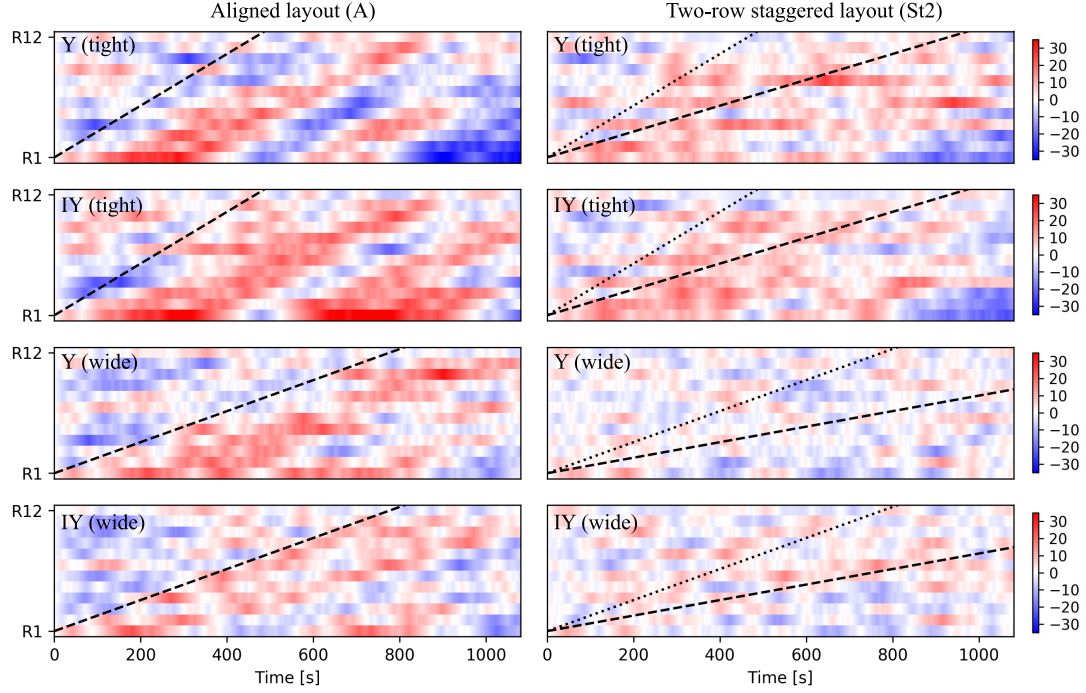 Aligned layout (A)
Two-row staggered layout (St2)
R12
Y (tight)
R1
Y (tight)
30
20
10
0
−10
−20
−30
R12
IY (tight)
R1
IY (tight)
30
20
10
0
−10
−20
−30
R12
Y (wide)
R1
Y (wide)
30
20
10
0
−10
−20
−30
R12
IY (wide)
R1
IY (wide)
30
20
10
0
−10
−20
−30
0 200 400 600 800 1000
0 200 400 600 800 1000
Time [s]
Time [s]